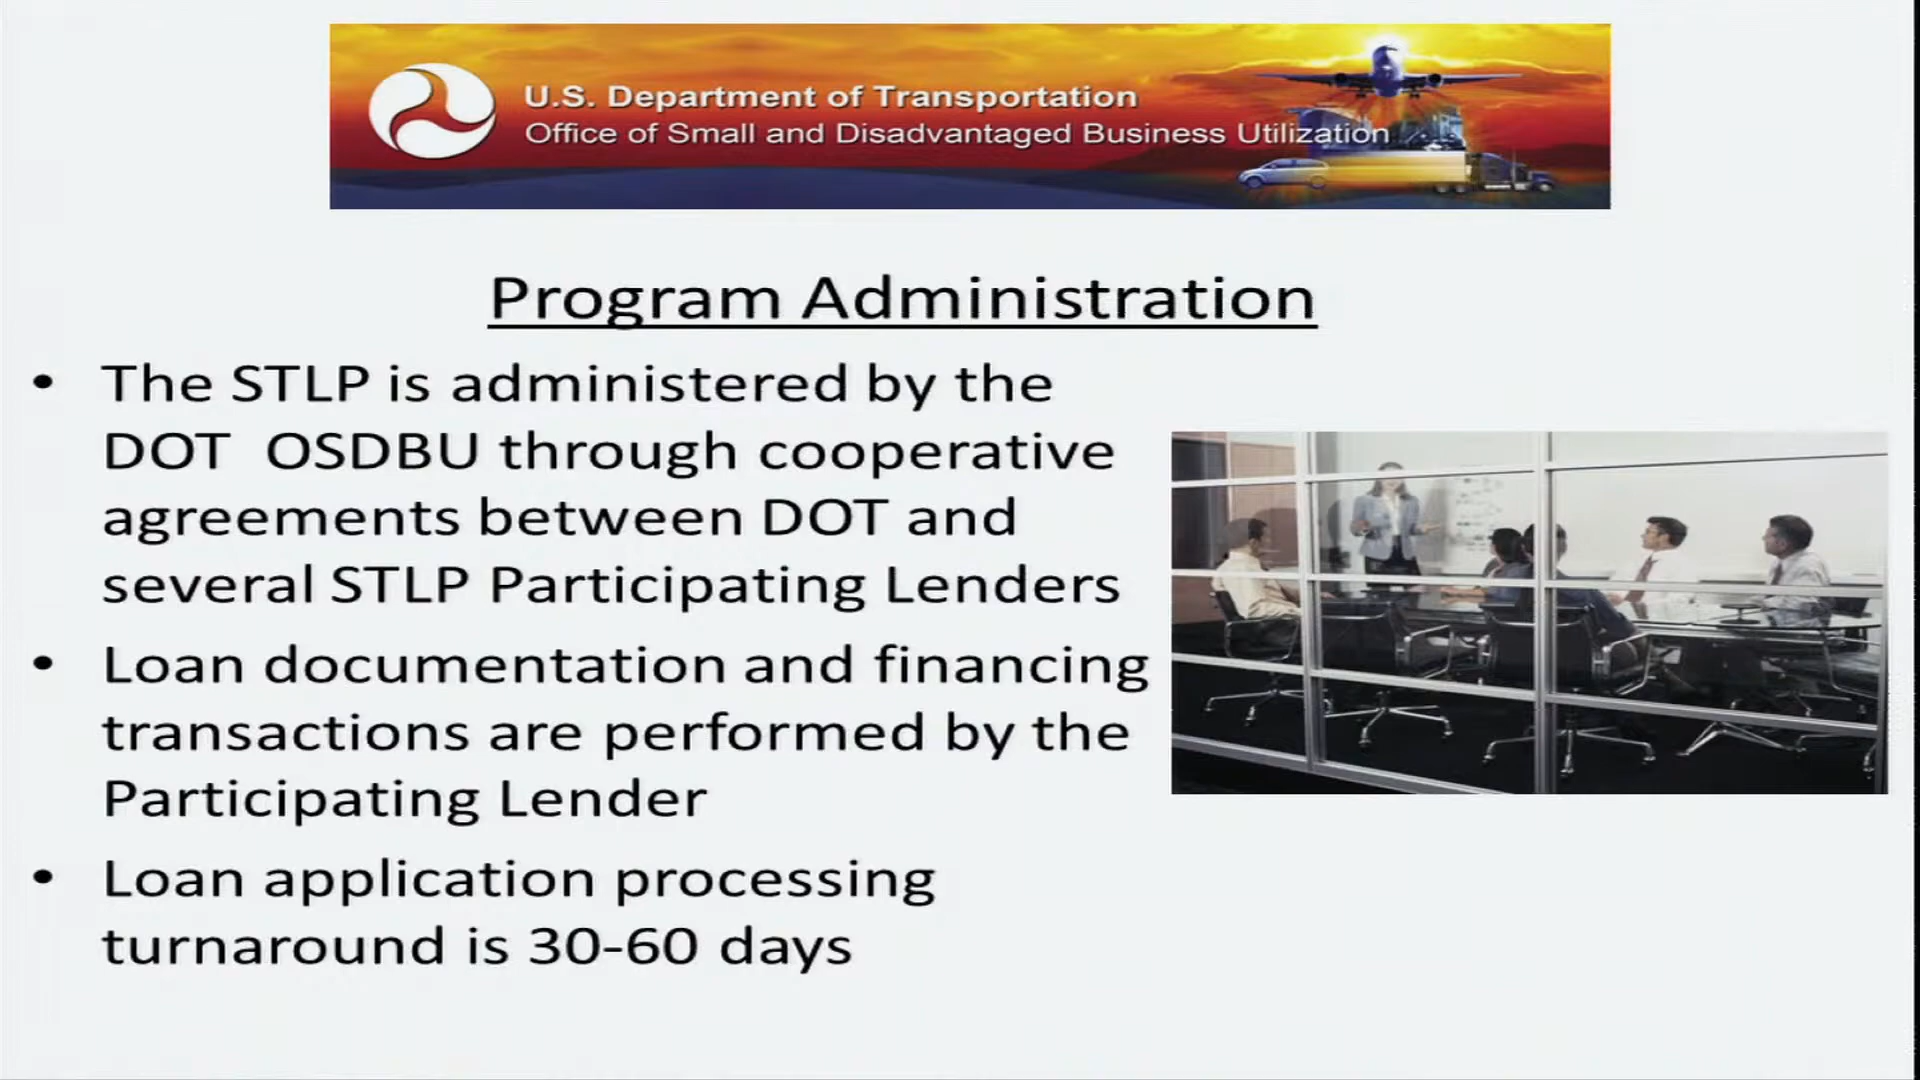 U.S. Department of Transportation
Office of Small and Disadvantaged Business Utilization
Program Administration
• The STLP is administered by the
DOT  OSDBU through cooperative
agreements between DOT and
several STLP Participating Lenders
• Loan documentation and financing
transactions are performed by the
Participating Lender
• Loan application processing
turnaround is 30-60 days